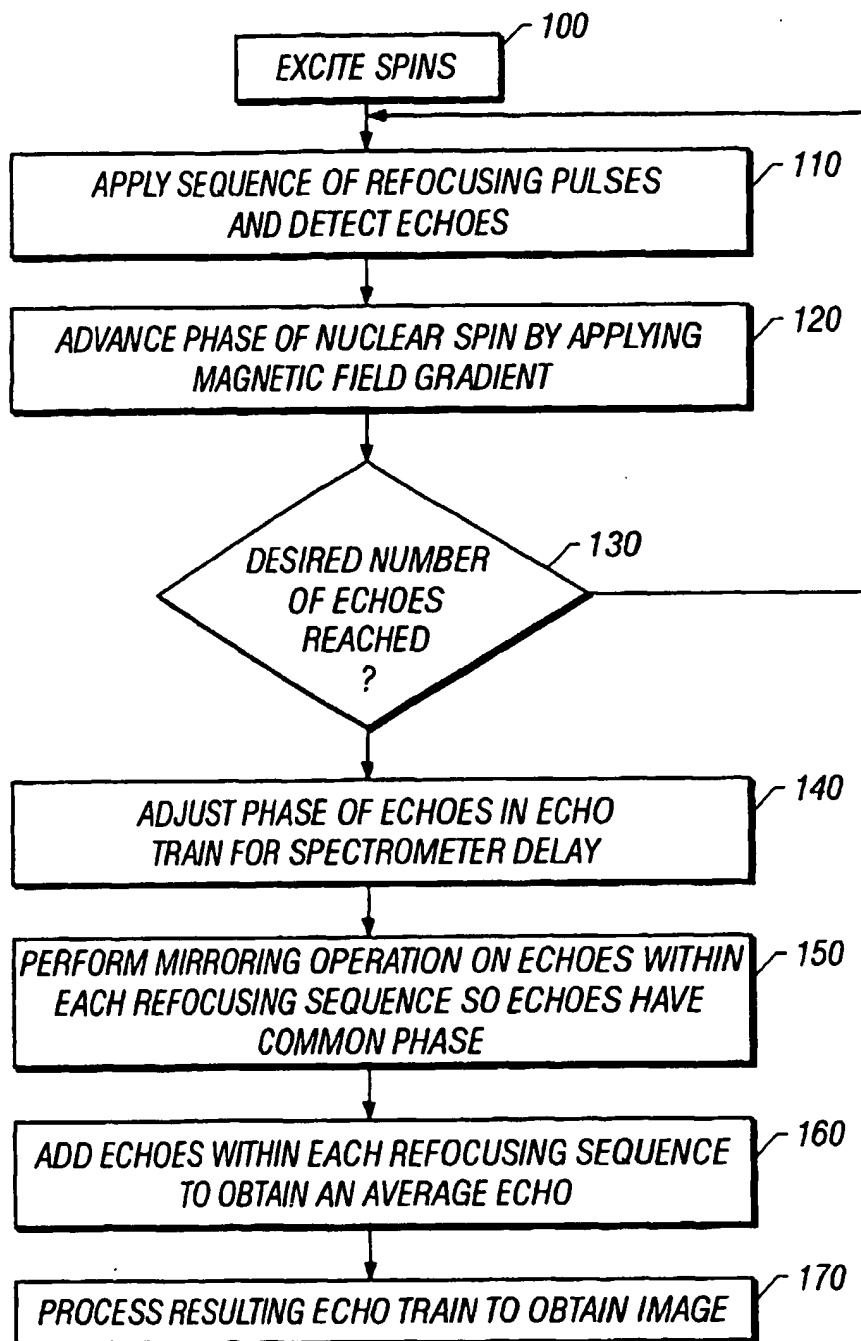 100
EXCITE SPINS
110
APPLY SEQUENCE OF REFOCUSING PULSES
AND DETECT ECHOES
120
ADVANCE PHASE OF NUCLEAR SPIN BY APPLYING
MAGNETIC FIELD GRADIENT
130
DESIRED NUMBER
OF ECHOES
REACHED
?
140
ADJUST PHASE OF ECHOES IN ECHO
TRAIN FOR SPECTROMETER DELAY
150
PERFORM MIRRORING OPERATION ON ECHOES WITHIN
EACH REFOCUSING SEQUENCE SO ECHOES HAVE
COMMON PHASE
160
ADD ECHOES WITHIN EACH REFOCUSING SEQUENCE
TO OBTAIN AN AVERAGE ECHO
170
PROCESS RESULTING ECHO TRAIN TO OBTAIN IMAGE